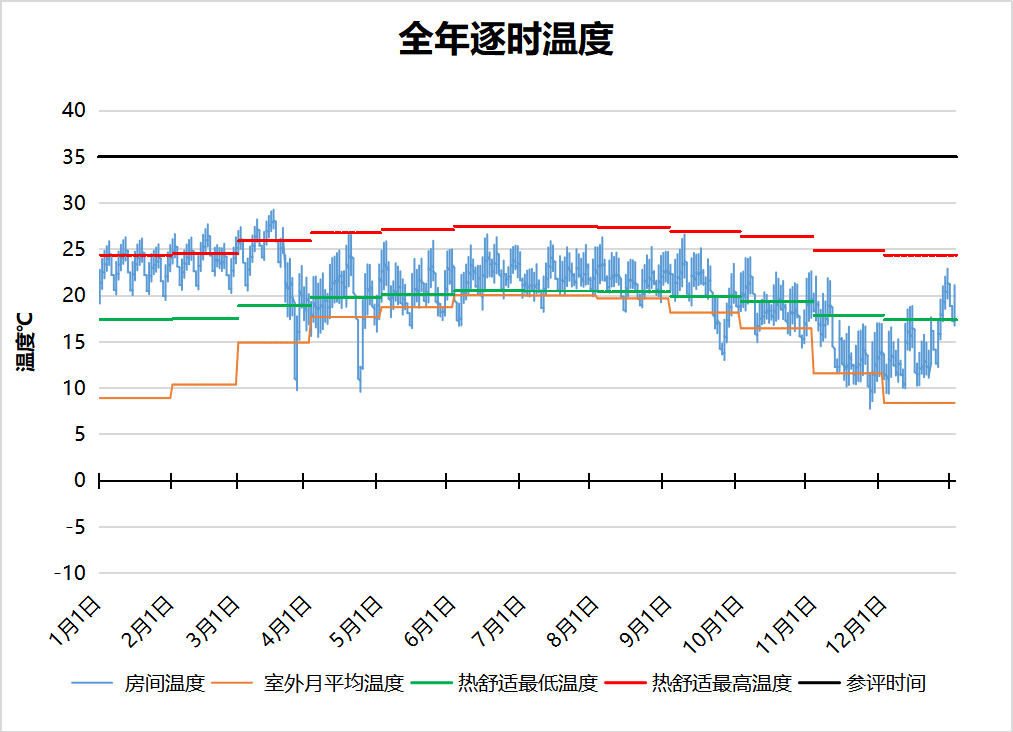 全年逐时温度
40
35
30
25
20
15
10
5
0
-5
-10
温度℃
1月1日
2月1日
3月1日
4月1日
5月1日
6月1日
7月1日
8月1日
9月1日
10月1日
11月1日
12月1日
房间温度 室外月平均温度 热舒适最低温度 热舒适最高温度 参评时间